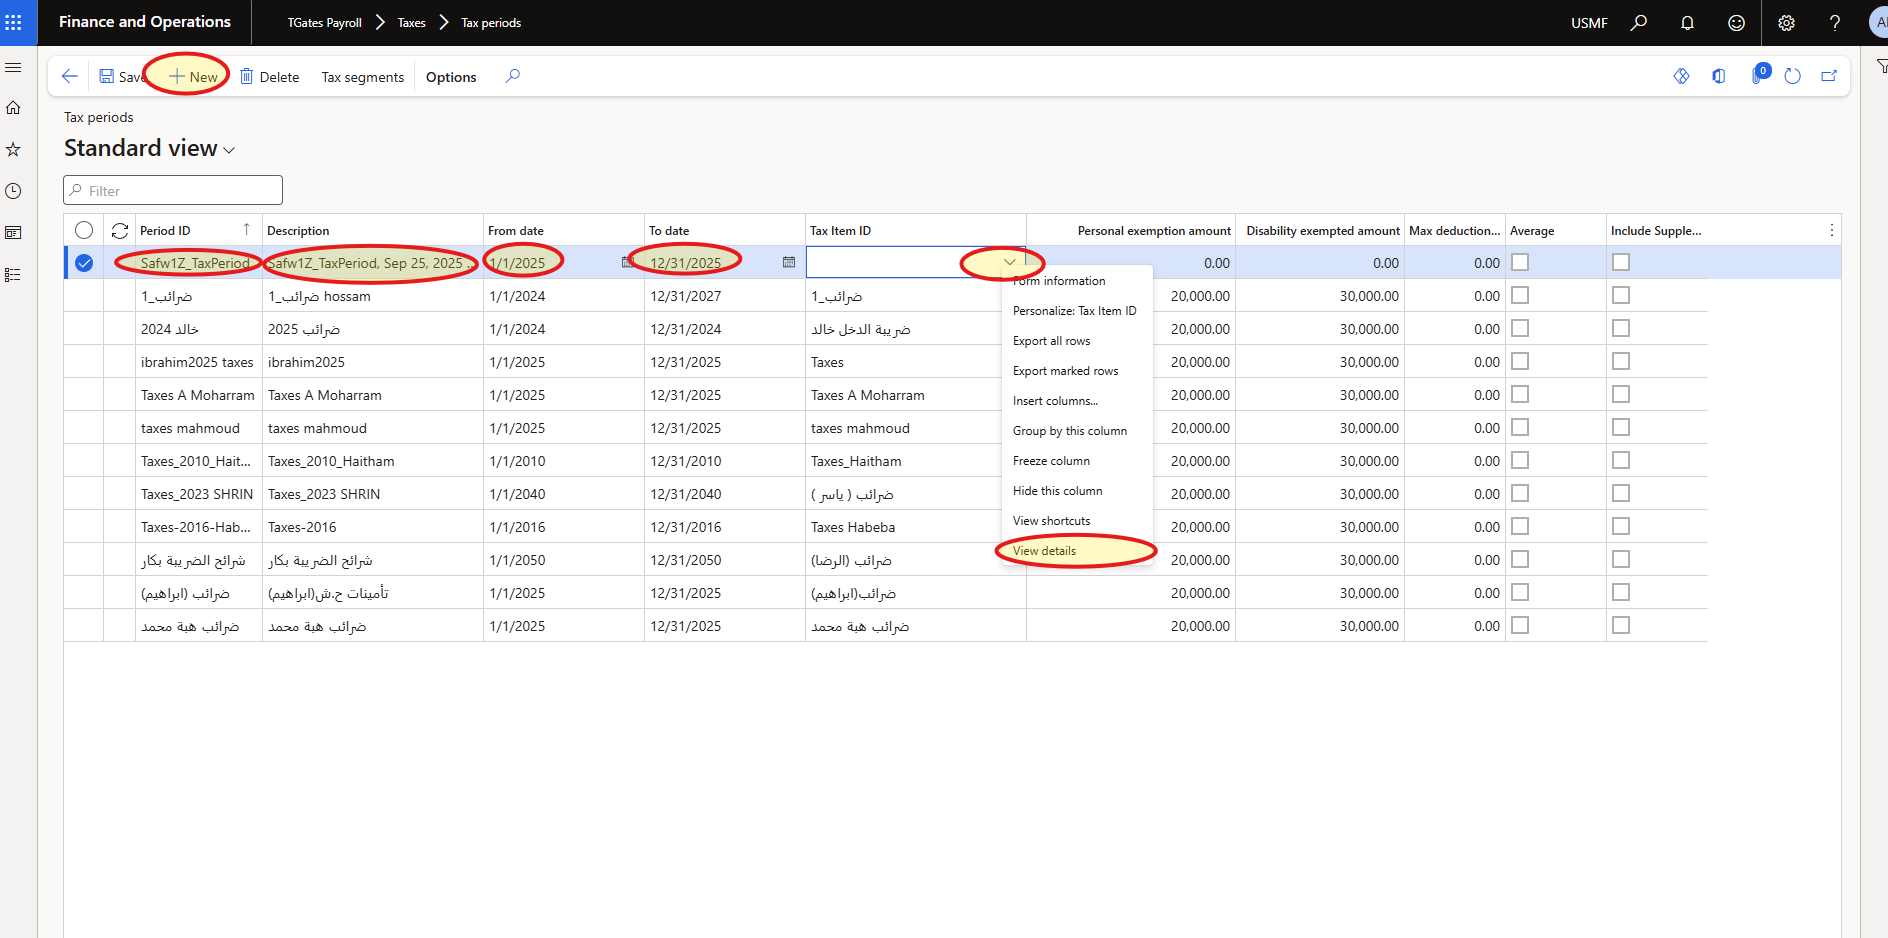 Finance and Operations TGates Payroll Taxes Tax periods USMF ? Al
Save New Delete Tax segments Options 0
Tax periods
Standard view
Filter
Period ID Description From date To date Tax Item ID Personal exemption amount Disability exempted amount Max deduction... Average Include Supple...
Safw1Z_TaxPeriod Safw1Z_TaxPeriod, Sep 25, 2025 ... 1/1/2025 12/31/2025 0.00 0.00 0.00
ضرائب_1 ضرائب_1 hossam 1/1/2024 12/31/2027 ضرائب_1 20,000.00 30,000.00 0.00
خالد 2024 ضرائب 2025 1/1/2024 12/31/2024 ضريبة الدخل خالد 20,000.00 30,000.00 0.00
ibrahim2025 taxes ibrahim2025 1/1/2025 12/31/2025 Taxes 20,000.00 30,000.00 0.00
Taxes A Moharram Taxes A Moharram 1/1/2025 12/31/2025 Taxes A Moharram 20,000.00 30,000.00 0.00
taxes mahmoud taxes mahmoud 1/1/2025 12/31/2025 taxes mahmoud 20,000.00 30,000.00 0.00
Taxes_2010_Hait... Taxes_2010_Haitham 1/1/2010 12/31/2010 Taxes_Haitham 20,000.00 30,000.00 0.00
Taxes_2023 SHRIN Taxes_2023 SHRIN 1/1/2040 12/31/2040 ضرائب ( ياسر ) 20,000.00 30,000.00 0.00
Taxes-2016-Hab... Taxes-2016 1/1/2016 12/31/2016 Taxes Habeba 20,000.00 30,000.00 0.00
شرائح الضريبة بكار شرائح الضريبة بكار 1/1/2050 12/31/2050 ضرائب (الرضا) 20,000.00 30,000.00 0.00
ضرائب (ابراهيم) تأمينات ح.ش(ابراهيم) 1/1/2025 12/31/2025 ضرائب(ابراهيم) 20,000.00 30,000.00 0.00
ضرائب هبة محمد ضرائب هبة محمد 1/1/2025 12/31/2025 ضرائب هبة محمد 20,000.00 30,000.00 0.00
Form information
Personalize: Tax Item ID
Export all rows
Export marked rows
Insert columns...
Group by this column
Freeze column
Hide this column
View shortcuts
View details